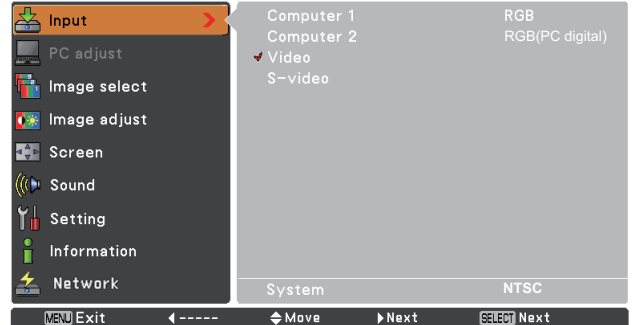 Input
PC adjust
Image select
Image adjust
Screen
Sound
Setting
Information
Network
Computer 1 RGB
Computer 2 RGB(PC digital)
Video
S-video
System NTSC
MENU Exit ----- Move Next SELECT Next